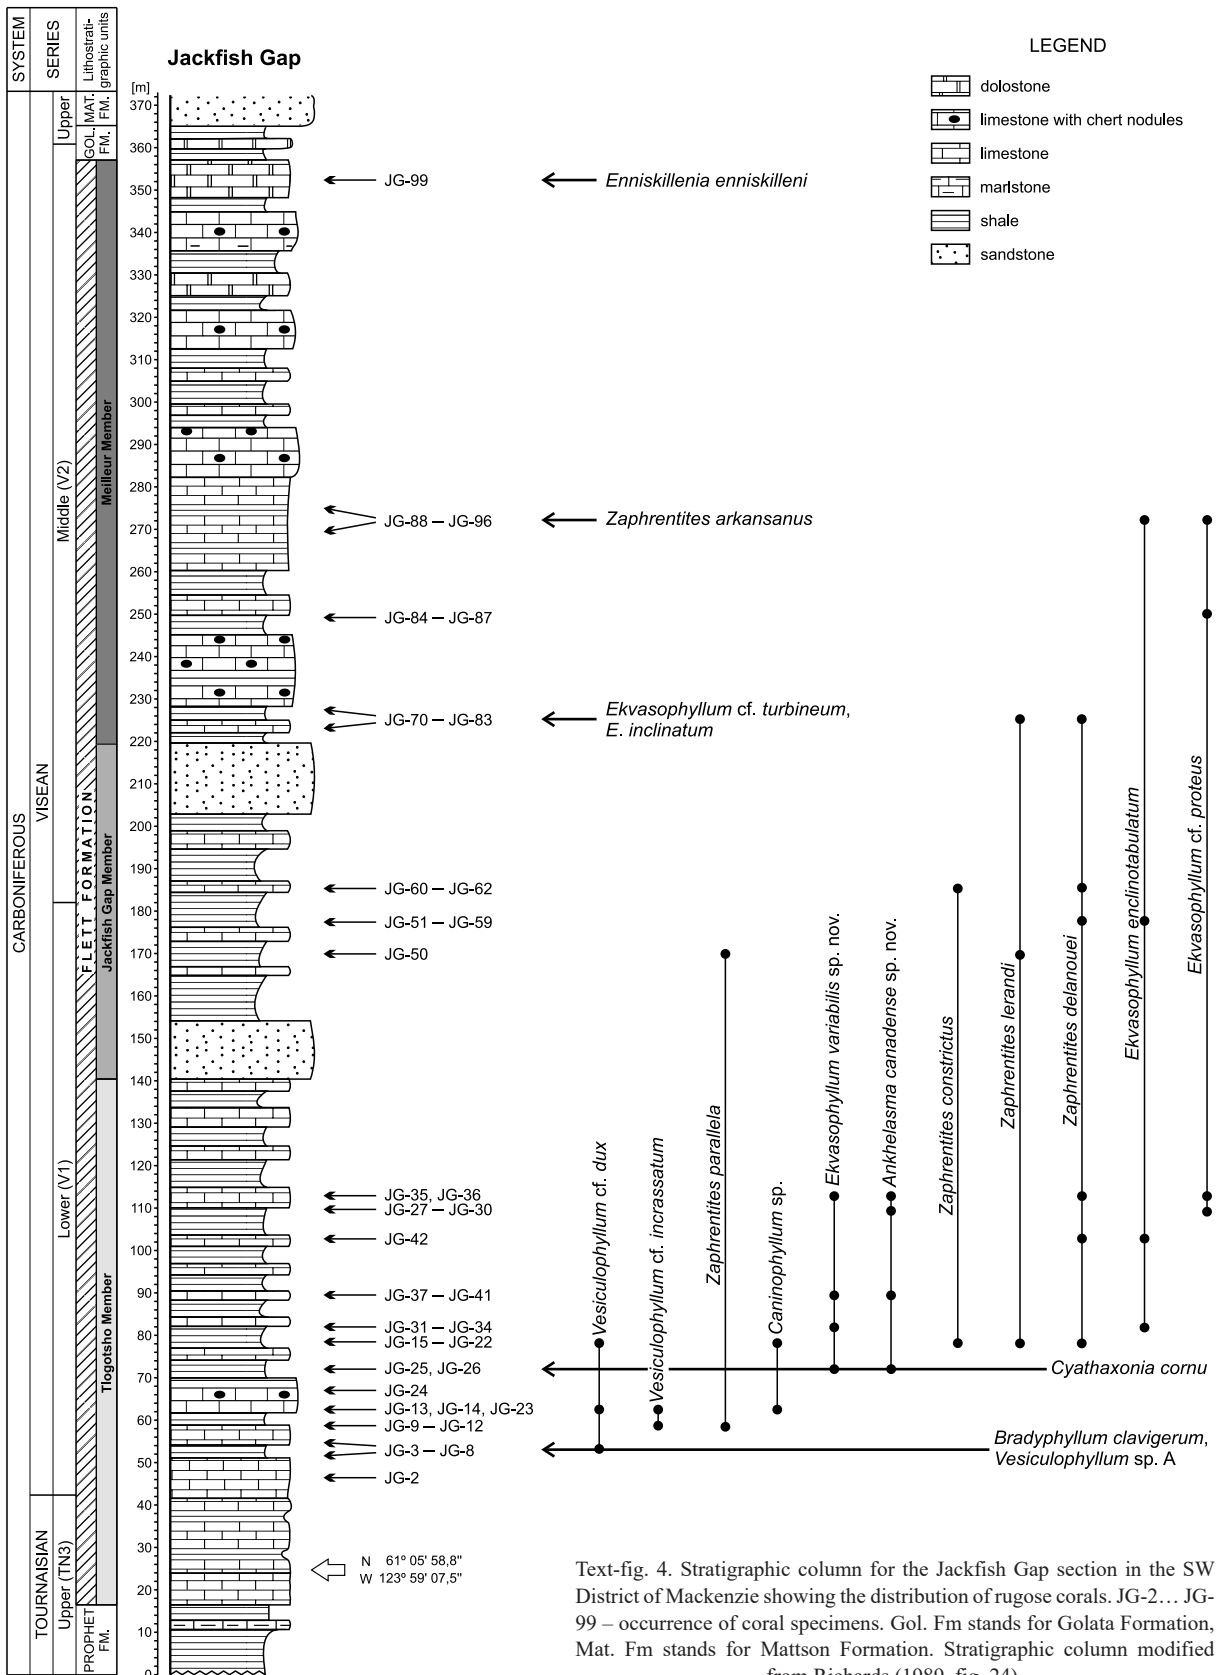 SYSTEM
SERIES
Lithostrati-
graphic units
Jackfish Gap
[m]
LEGEND
dolostone
limestone with chert nodules
limestone
marlstone
shale
sandstone
CARBONIFEROUS
TOURNAISIAN
VISEAN
Upper (TN3)
Lower (V1)
Middle (V2)
Upper
PROPHET
FM.
FLETT FORMATION
GOL.
FM.
MAT.
FM.
Tlogotsho Member
Jackfish Gap Member
Meilleur Member
370
360
350
340
330
320
310
300
290
280
270
260
250
240
230
220
210
200
190
180
170
160
150
140
130
120
110
100
90
80
70
60
50
40
30
20
10
0
JG-99
JG-88 – JG-96
JG-84 – JG-87
JG-70 – JG-83
JG-60 – JG-62
JG-51 – JG-59
JG-50
JG-35, JG-36
JG-27 – JG-30
JG-42
JG-37 – JG-41
JG-31 – JG-34
JG-15 – JG-22
JG-25, JG-26
JG-24
JG-13, JG-14, JG-23
JG-9 – JG-12
JG-3 – JG-8
JG-2
N 61º 05' 58,8"
W 123º 59' 07,5"
Enniskillenia enniskilleni
Zaphrentites arkansanus
Ekvasophyllum cf. turbineum,
E. inclinatum
Vesiculophyllum cf. dux
Vesiculophyllum cf. incrassatum
Zaphrentites parallela
Caninophyllum sp.
Ekvasophyllum variabilis sp. nov.
Ankhelasma canadense sp. nov.
Zaphrentites constrictus
Zaphrentites lerandi
Zaphrentites delanouei
Ekvasophyllum enclinotabulatum
Ekvasophyllum cf. proteus
Cyathaxonia cornu
Bradyphyllum clavigerum,
Vesiculophyllum sp. A
Text-fig. 4. Stratigraphic column for the Jackfish Gap section in the SW
District of Mackenzie showing the distribution of rugose corals. JG-2… JG-
99 – occurrence of coral specimens. Gol. Fm stands for Golata Formation,
Mat. Fm stands for Mattson Formation. Stratigraphic column modified
from Richards (1989, fig. 24)